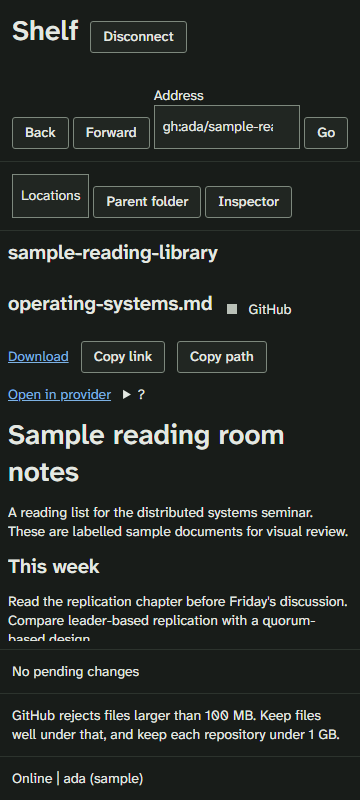 Shelf
Disconnect
Address
Back
Forward
gh:ada/sample-rea
Go
Locations
Parent folder
Inspector
sample-reading-library
operating-systems.md
GitHub
Download
Copy link
Copy path
Open in provider
?
Sample reading room
notes
A reading list for the distributed systems seminar.
These are labelled sample documents for visual review.
This week
Read the replication chapter before Friday's discussion.
Compare leader-based replication with a quorum-
based design
No pending changes
GitHub rejects files larger than 100 MB. Keep files
well under that, and keep each repository under 1 GB.
Online | ada (sample)